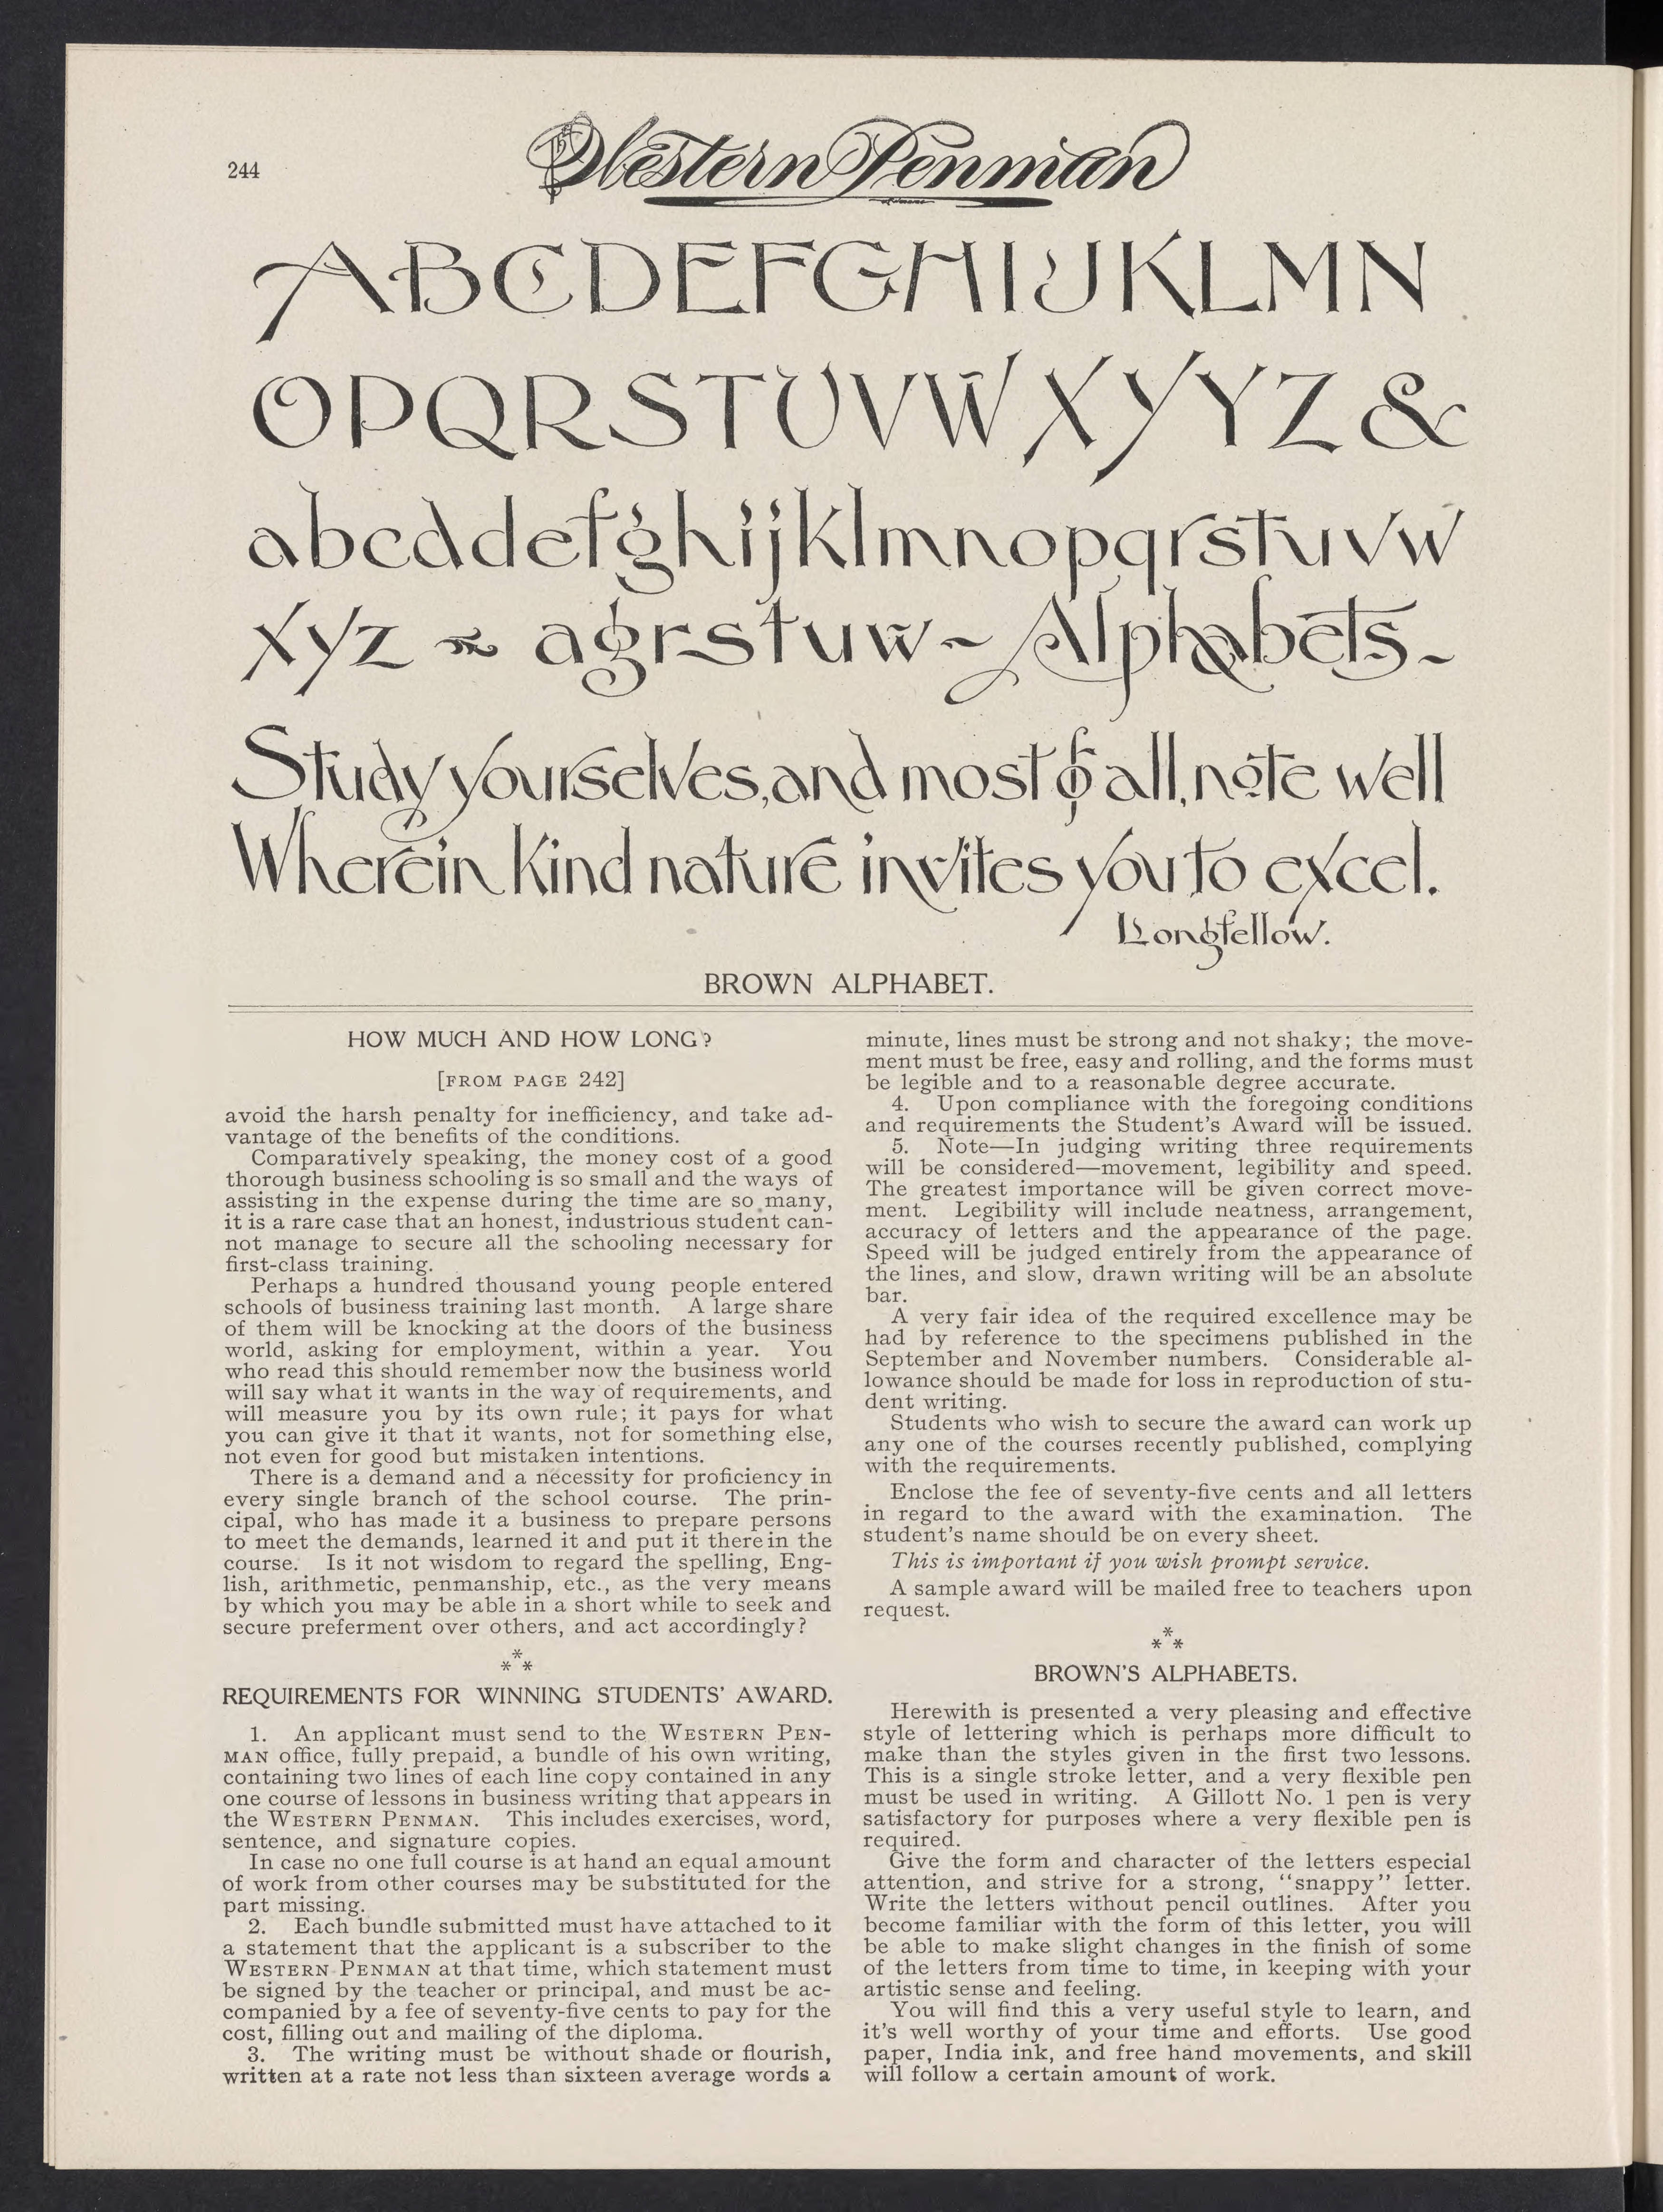 244
Western Penman
A B C D E F G H I J K L M N
O P Q R S T U V W X Y Y Z &
a b c d d e f g h i j k l m n o p q r s t u v w
x y z ~ a g r s t u w ~ Alphabets ~
Study yourselves, and most of all, note well
Wherein kind nature invites you to excel.
Longfellow.
BROWN ALPHABET.
HOW MUCH AND HOW LONG?
[FROM PAGE 242]
avoid the harsh penalty for inefficiency, and take ad-
vantage of the benefits of the conditions.
Comparatively speaking, the money cost of a good
thorough business schooling is so small and the ways of
assisting in the expense during the time are so many,
it is a rare case that an honest, industrious student can-
not manage to secure all the schooling necessary for
first-class training.
Perhaps a hundred thousand young people entered
schools of business training last month. A large share
of them will be knocking at the doors of the business
world, asking for employment, within a year. You
who read this should remember now the business world
will say what it wants in the way of requirements, and
will measure you by its own rule; it pays for what
you can give it that it wants, not for something else,
not even for good but mistaken intentions.
There is a demand and a necessity for proficiency in
every single branch of the school course. The prin-
cipal, who has made it a business to prepare persons
to meet the demands, learned it and put it there in the
course. Is it not wisdom to regard the spelling, Eng-
lish, arithmetic, penmanship, etc., as the very means
by which you may be able in a short while to seek and
secure preferment over others, and act accordingly?
* * *
REQUIREMENTS FOR WINNING STUDENTS' AWARD.
1. An applicant must send to the WESTERN PEN-
MAN office, fully prepaid, a bundle of his own writing,
containing two lines of each line copy contained in any
one course of lessons in business writing that appears in
the WESTERN PENMAN. This includes exercises, word,
sentence, and signature copies.
In case no one full course is at hand an equal amount
of work from other courses may be substituted for the
part missing.
2. Each bundle submitted must have attached to it
a statement that the applicant is a subscriber to the
WESTERN PENMAN at that time, which statement must
be signed by the teacher or principal, and must be ac-
companied by a fee of seventy-five cents to pay for the
cost, filling out and mailing of the diploma.
3. The writing must be without shade or flourish,
written at a rate not less than sixteen average words a
minute, lines must be strong and not shaky; the move-
ment must be free, easy and rolling, and the forms must
be legible and to a reasonable degree accurate.
4. Upon compliance with the foregoing conditions
and requirements the Student's Award will be issued.
5. Note—In judging writing three requirements
will be considered—movement, legibility and speed.
The greatest importance will be given correct move-
ment. Legibility will include neatness, arrangement,
accuracy of letters and the appearance of the page.
Speed will be judged entirely from the appearance of
the lines, and slow, drawn writing will be an absolute
bar.
A very fair idea of the required excellence may be
had by reference to the specimens published in the
September and November numbers. Considerable al-
lowance should be made for loss in reproduction of stu-
dent writing.
Students who wish to secure the award can work up
any one of the courses recently published, complying
with the requirements.
Enclose the fee of seventy-five cents and all letters
in regard to the award with the examination. The
student's name should be on every sheet.
This is important if you wish prompt service.
A sample award will be mailed free to teachers upon
request.
* * *
BROWN'S ALPHABETS.
Herewith is presented a very pleasing and effective
style of lettering which is perhaps more difficult to
make than the styles given in the first two lessons.
This is a single stroke letter, and a very flexible pen
must be used in writing. A Gillott No. 1 pen is very
satisfactory for purposes where a very flexible pen is
required.
Give the form and character of the letters especial
attention, and strive for a strong, "snappy" letter.
Write the letters without pencil outlines. After you
become familiar with the form of this letter, you will
be able to make slight changes in the finish of some
of the letters from time to time, in keeping with your
artistic sense and feeling.
You will find this a very useful style to learn, and
it's well worthy of your time and efforts. Use good
paper, India ink, and free hand movements, and skill
will follow a certain amount of work.